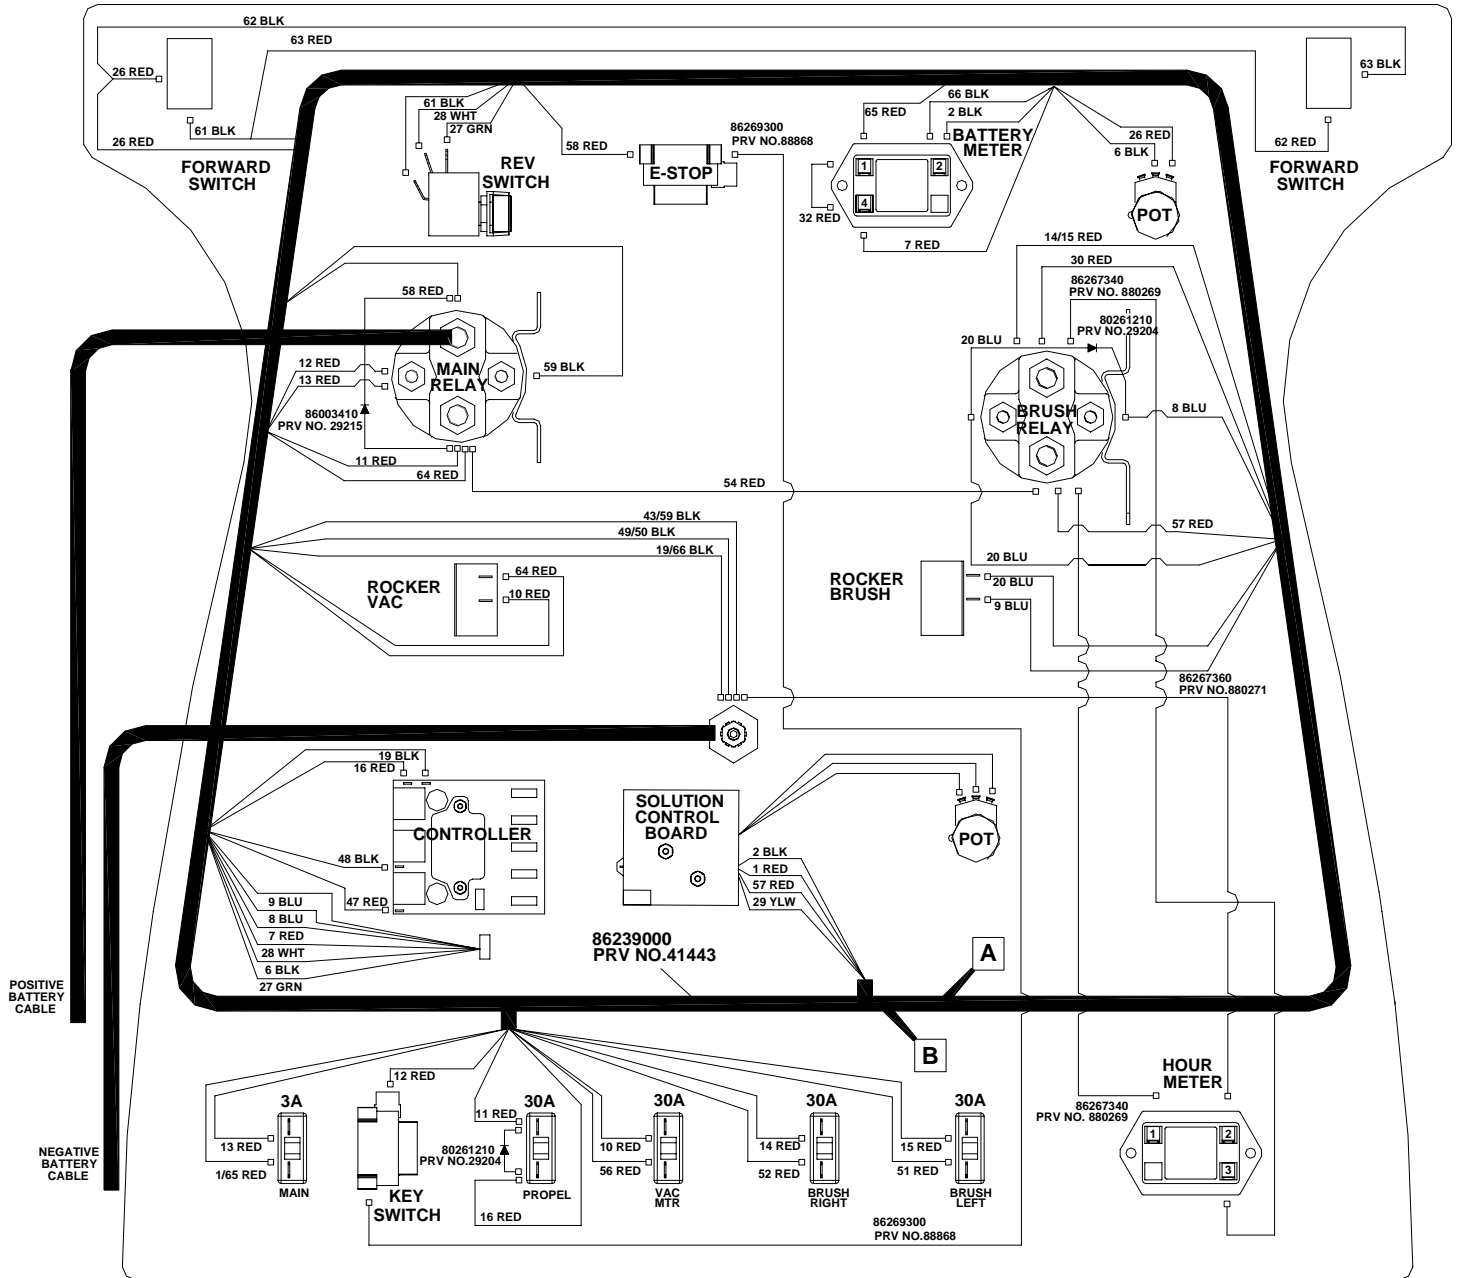 62 BLK
63 RED
26 RED
63 BLK
61 BLK
26 RED
FORWARD
SWITCH
61 BLK
28 WHT
27 GRN
REV
SWITCH
58 RED
E-STOP
86269300
PRV NO.88868
65 RED
66 BLK
2 BLK
BATTERY
METER
1
2
4
32 RED
7 RED
26 RED
6 BLK
POT
62 RED
FORWARD
SWITCH
14/15 RED
30 RED
86267340
PRV NO. 880269
80261210
PRV NO.29204
20 BLU
BRUSH
RELAY
8 BLU
58 RED
12 RED
13 RED
MAIN
RELAY
59 BLK
86003410
PRV NO. 29215
11 RED
64 RED
54 RED
43/59 BLK
49/50 BLK
19/66 BLK
57 RED
20 BLU
ROCKER
VAC
64 RED
10 RED
ROCKER
BRUSH
20 BLU
9 BLU
86267360
PRV NO.880271
19 BLK
16 RED
CONTROLLER
48 BLK
47 RED
9 BLU
8 BLU
7 RED
28 WHT
6 BLK
27 GRN
SOLUTION
CONTROL
BOARD
POT
2 BLK
1 RED
57 RED
29 YLW
86239000
PRV NO.41443
A
B
POSITIVE
BATTERY
CABLE
NEGATIVE
BATTERY
CABLE
3A
13 RED
1/65 RED
MAIN
12 RED
KEY
SWITCH
30A
11 RED
80261210
PRV NO.29204
PROPEL
16 RED
30A
10 RED
56 RED
VAC
MTR
30A
14 RED
52 RED
BRUSH
RIGHT
30A
15 RED
51 RED
BRUSH
LEFT
86269300
PRV NO.88868
HOUR
METER
86267340
PRV NO. 880269
1
2
3